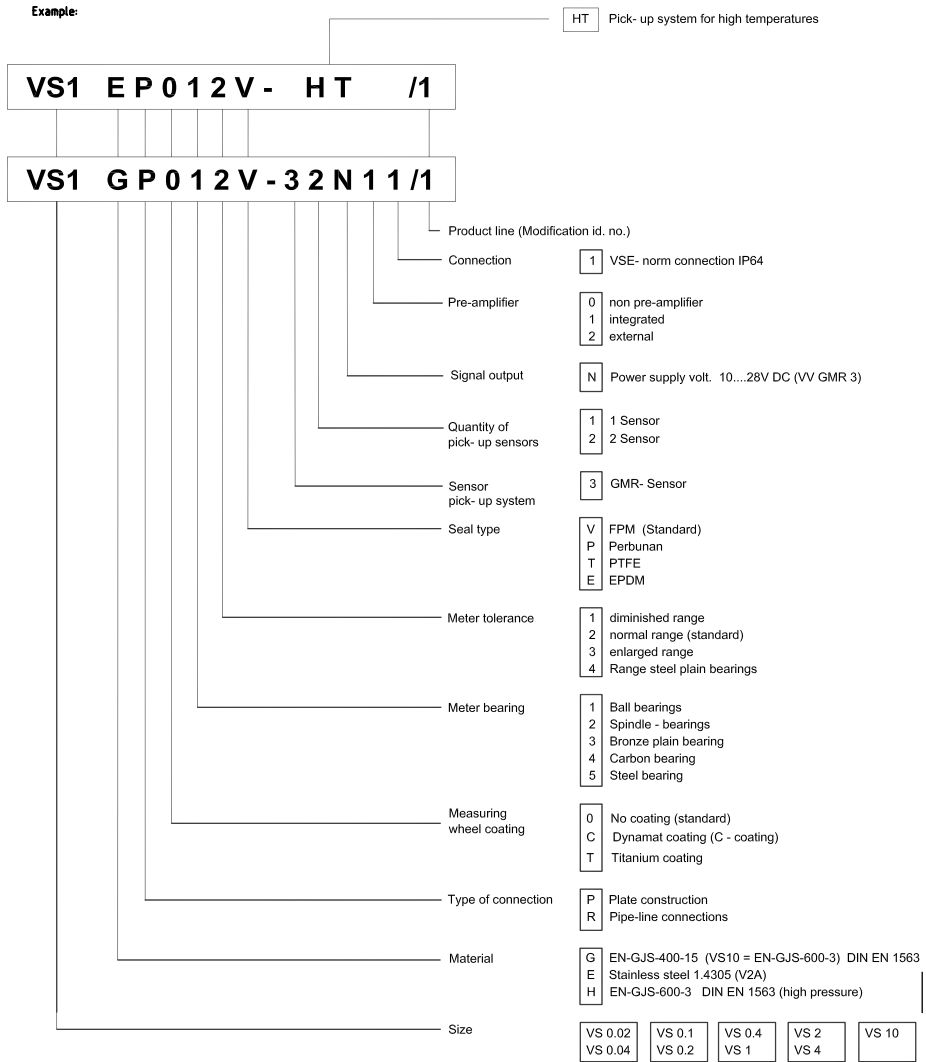 Example:
HT Pick- up system for high temperatures
VS1 E P 0 1 2 V - H T /1
VS1 G P 0 1 2 V - 3 2 N 1 1 /1
Product line (Modification id. no.)
Connection 1 VSE- norm connection IP64
Pre-amplifier 0 non pre-amplifier
1 integrated
2 external
Signal output N Power supply volt. 10....28V DC (VV GMR 3)
Quantity of 1 1 Sensor
pick- up sensors 2 2 Sensor
Sensor 3 GMR- Sensor
pick- up system
Seal type V FPM (Standard)
P Perbunan
T PTFE
E EPDM
Meter tolerance 1 diminished range
2 normal range (standard)
3 enlarged range
4 Range steel plain bearings
Meter bearing 1 Ball bearings
2 Spindle - bearings
3 Bronze plain bearing
4 Carbon bearing
5 Steel bearing
Measuring 0 No coating (standard)
wheel coating C Dynamat coating (C - coating)
T Titanium coating
Type of connection P Plate construction
R Pipe-line connections
Material G EN-GJS-400-15 (VS10 = EN-GJS-600-3) DIN EN 1563
E Stainless steel 1.4305 (V2A)
H EN-GJS-600-3 DIN EN 1563 (high pressure)
Size VS 0.02 VS 0.1 VS 0.4 VS 2 VS 10
VS 0.04 VS 0.2 VS 1 VS 4